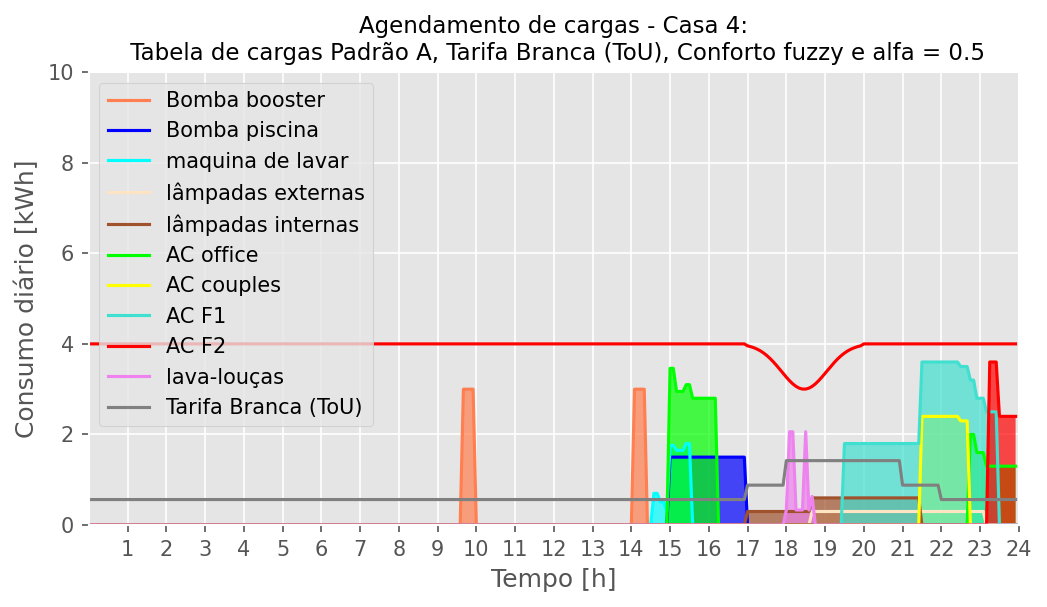 Agendamento de cargas - Casa 4:
Tabela de cargas Padrão A, Tarifa Branca (ToU), Conforto fuzzy e alfa = 0.5
Consumo diário [kWh]
10
8
6
4
2
0
Bomba booster
Bomba piscina
maquina de lavar
lâmpadas externas
lâmpadas internas
AC office
AC couples
AC F1
AC F2
lava-louças
Tarifa Branca (ToU)
1 2 3 4 5 6 7 8 9 10 11 12 13 14 15 16 17 18 19 20 21 22 23 24
Tempo [h]